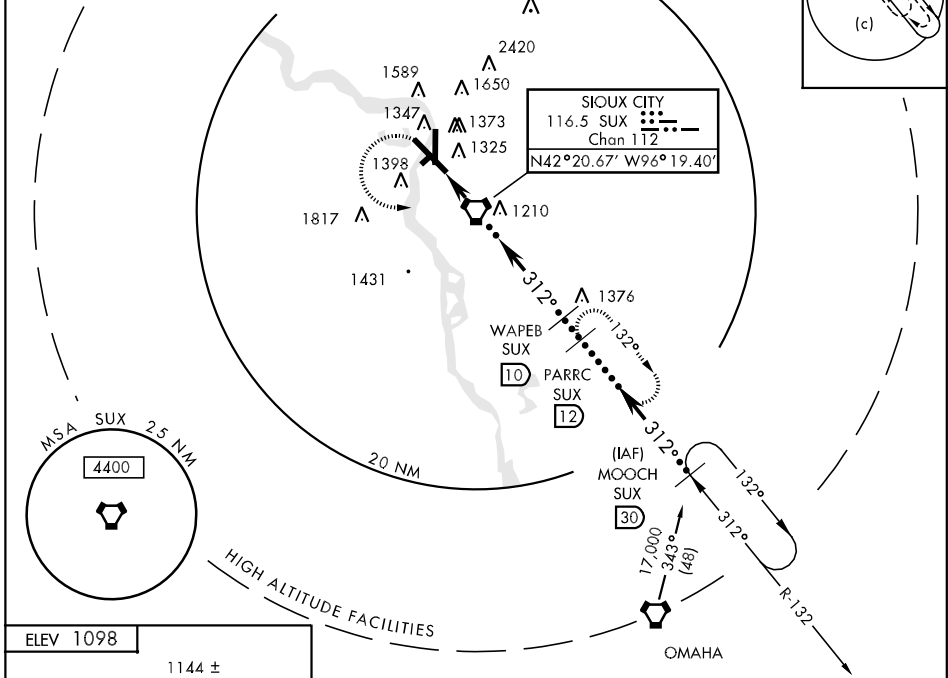 (c)
2420
1589
1650
1347
1373
1325
1398
SIOUX CITY
116.5 SUX
Chan 112
N42°20.67' W96°19.40'
1210
1817
1431
312°
1376
WAPEB
SUX
10
132°
PARRC
SUX
12
312°
20 NM
(IAF)
MOOCH
SUX
30
132°
312°
R-132
17,000
343°
(48)
OMAHA
MSA SUX 25 NM
4400
HIGH ALTITUDE FACILITIES
ELEV 1098
1144 ±